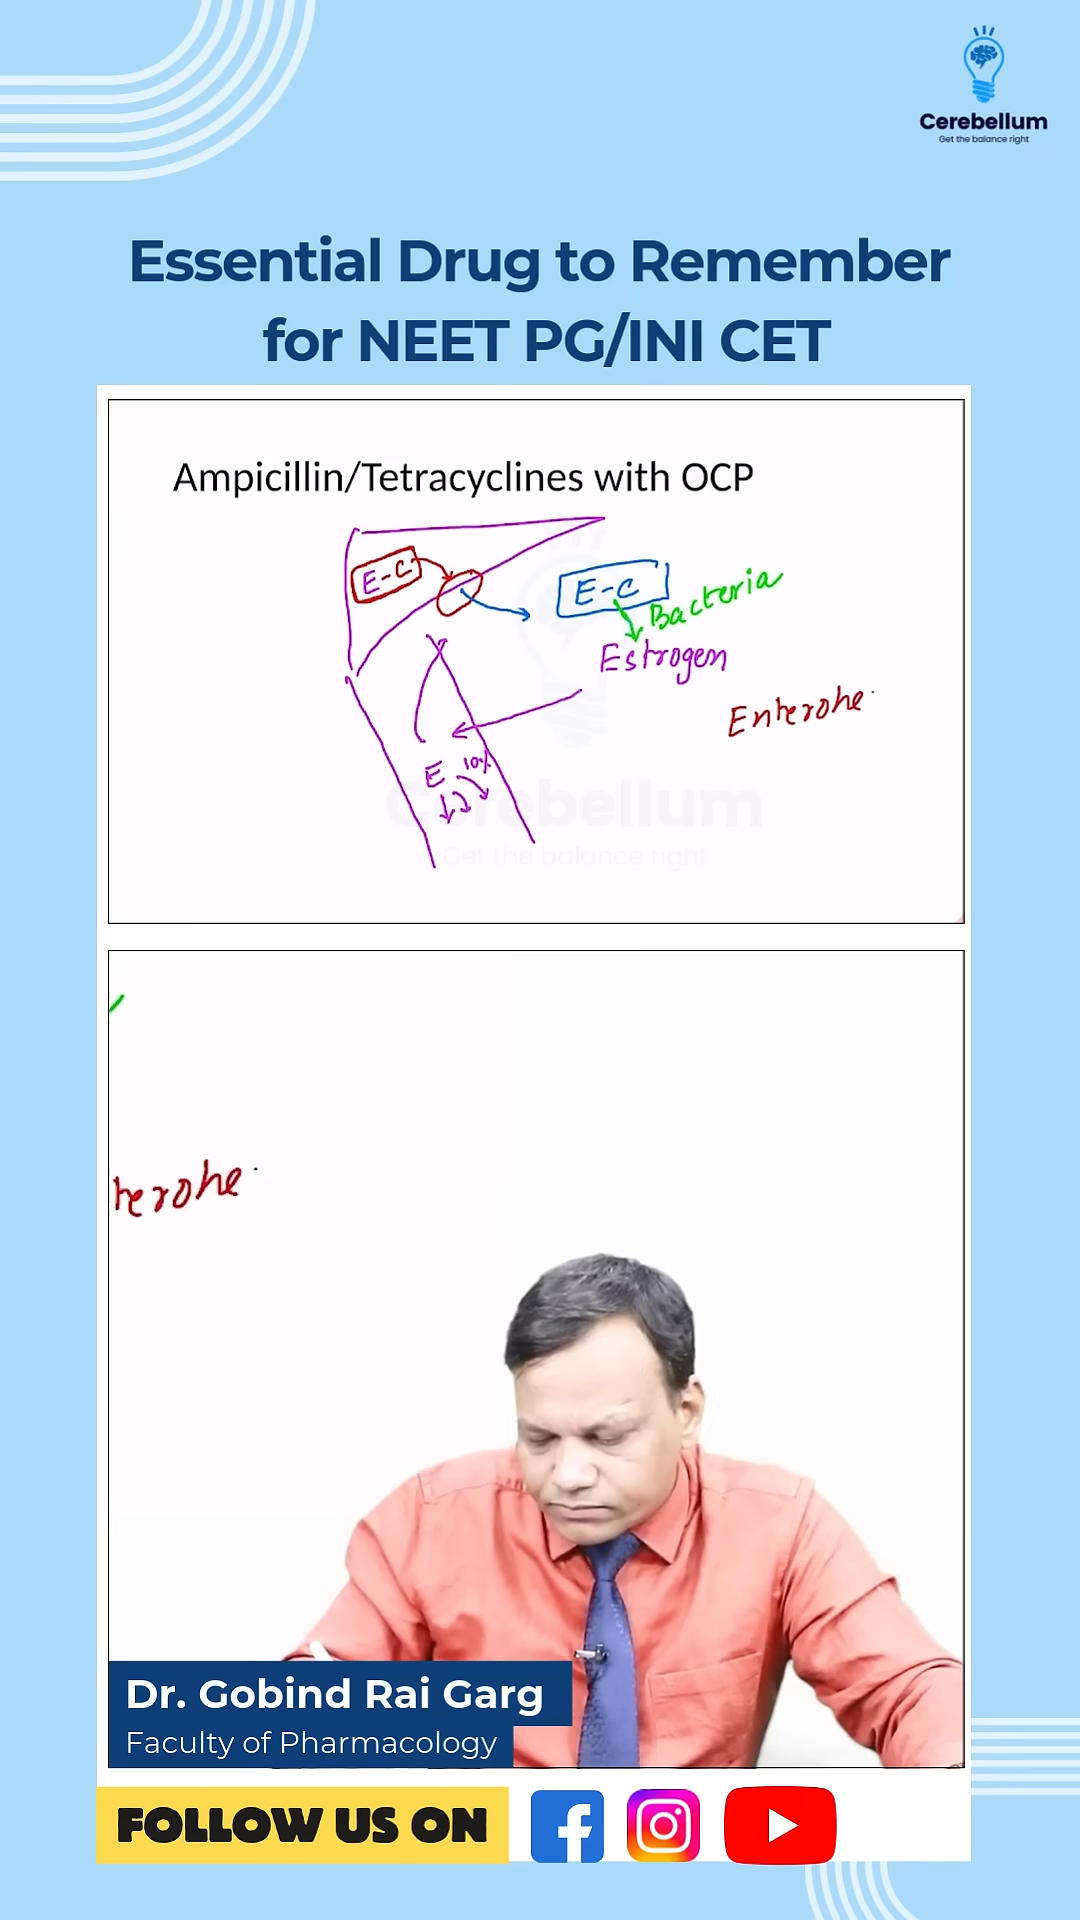 Cerebellum
Get the balance right
Essential Drug to Remember
for NEET PG/INI CET
Ampicillin/Tetracyclines with OCP
E-C
E-C
Bacteria
Estrogen
Enterohe
E 10%
Cerebellum
Get the balance right
terohe
Dr. Gobind Rai Garg
Faculty of Pharmacology
FOLLOW US ON